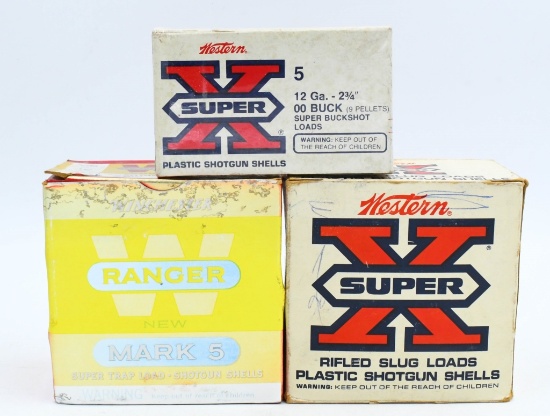 Western
X
SUPER
®
PLASTIC SHOTGUN SHELLS
5
12 Ga. - 2¾"
00 BUCK (9 PELLETS)
SUPER BUCKSHOT
LOADS
WARNING: KEEP OUT OF
THE REACH OF CHILDREN.
WINCHESTER
W
RANGER
NEW
MARK 5
SUPER TRAP LOAD - SHOTGUN SHELLS
WARNING
Western
X
SUPER
®
RIFLED SLUG LOADS
PLASTIC SHOTGUN SHELLS
WARNING: KEEP OUT OF THE REACH OF CHILDREN